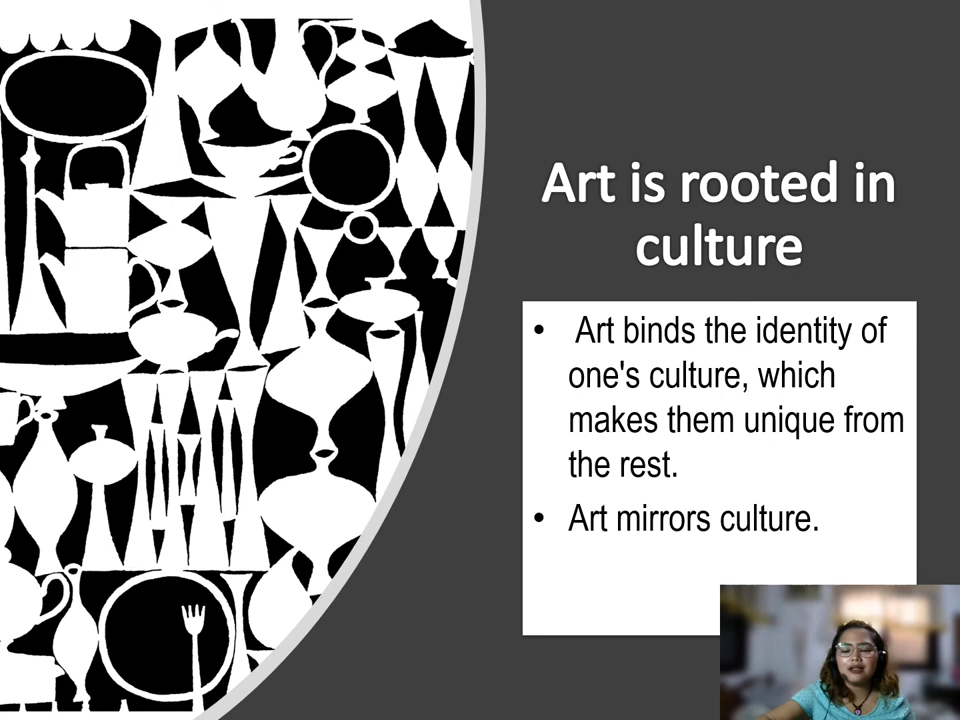 Art is rooted in
culture
• Art binds the identity of
one's culture, which
makes them unique from
the rest.
• Art mirrors culture.